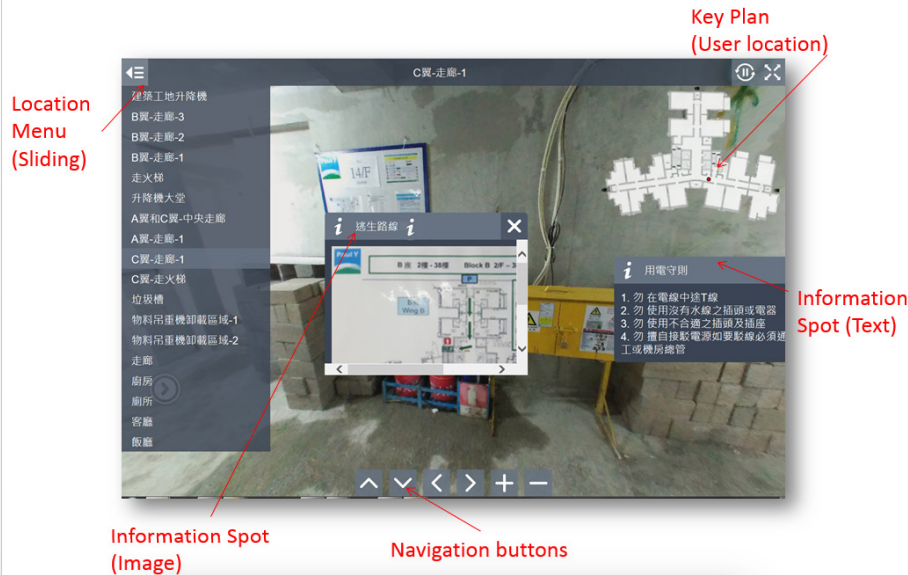 Key Plan
(User location)
C翼-走廊-1
Location
Menu
(Sliding)
建築工地升降機
B翼-走廊-3
B翼-走廊-2
B翼-走廊-1
走火梯
升降機大堂
A翼和C翼-中央走廊
A翼-走廊-1
C翼-走廊-1
C翼-走火梯
垃圾槽
物料吊重機卸載區域-1
物料吊重機卸載區域-2
走廊
廚房
廁所
客廳
飯廳
14/F
i 逃生路線 i
B 座 2樓 - 38樓 Block B 2/F - 3
Wing B
i 用電守則
1. 勿 在電線中途T線
2. 勿 使用沒有水線之插頭或電器
3. 勿 使用不合適之插頭及插座
4. 勿 擅自接駁電源如要駁線必須通
工或機房總管
Information
Spot (Text)
Information Spot
(Image)
Navigation buttons